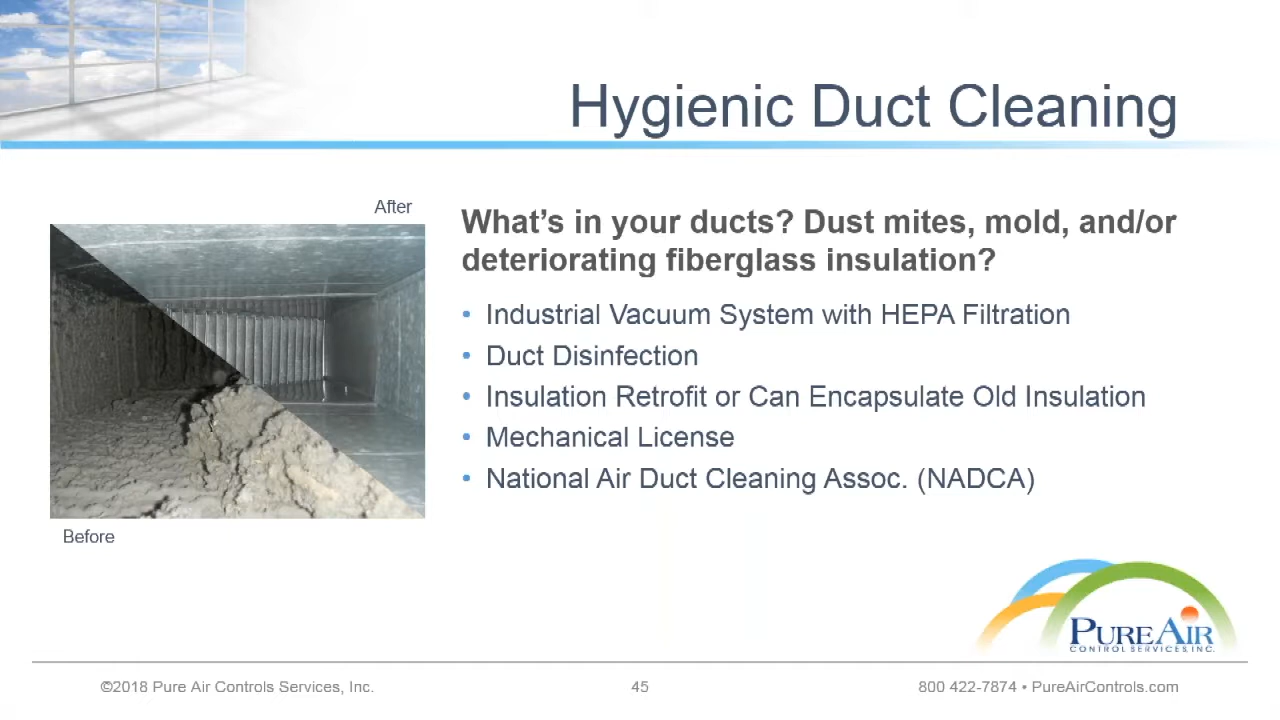 Hygienic Duct Cleaning
After
Before
What's in your ducts? Dust mites, mold, and/or
deteriorating fiberglass insulation?
• Industrial Vacuum System with HEPA Filtration
• Duct Disinfection
• Insulation Retrofit or Can Encapsulate Old Insulation
• Mechanical License
• National Air Duct Cleaning Assoc. (NADCA)
PURE AIR
CONTROL SERVICES, INC.
©2018 Pure Air Controls Services, Inc.
45
800 422-7874 • PureAirControls.com